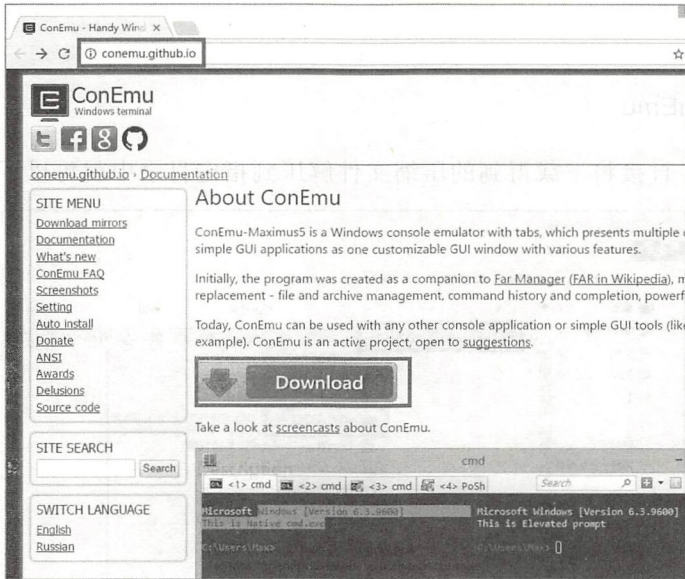 ConEmu - Handy Wind
conemu.github.io
ConEmu
Windows terminal
conemu.github.io › Documentation
SITE MENU
Download mirrors
Documentation
What's new
ConEmu FAQ
Screenshots
Setting
Auto install
Donate
ANSI
Awards
Delusions
Source code
SITE SEARCH
Search
SWITCH LANGUAGE
English
Russian
About ConEmu
ConEmu-Maximus5 is a Windows console emulator with tabs, which presents multiple
simple GUI applications as one customizable GUI window with various features.
Initially, the program was created as a companion to Far Manager (FAR in Wikipedia),
replacement - file and archive management, command history and completion,
Today, ConEmu can be used with any other console application or simple GUI tools
example). ConEmu is an active project, open to suggestions.
Download
Take a look at screencasts about ConEmu.
cmd
<1> cmd <2> cmd <3> cmd <4> PoSh Search
Microsoft Windows [Version 6.3.9600]
This is Native cmd.exe
C:\Users\Max>
Microsoft Windows [Version 6.3.9600]
This is Elevated prompt
C:\Users\Max>